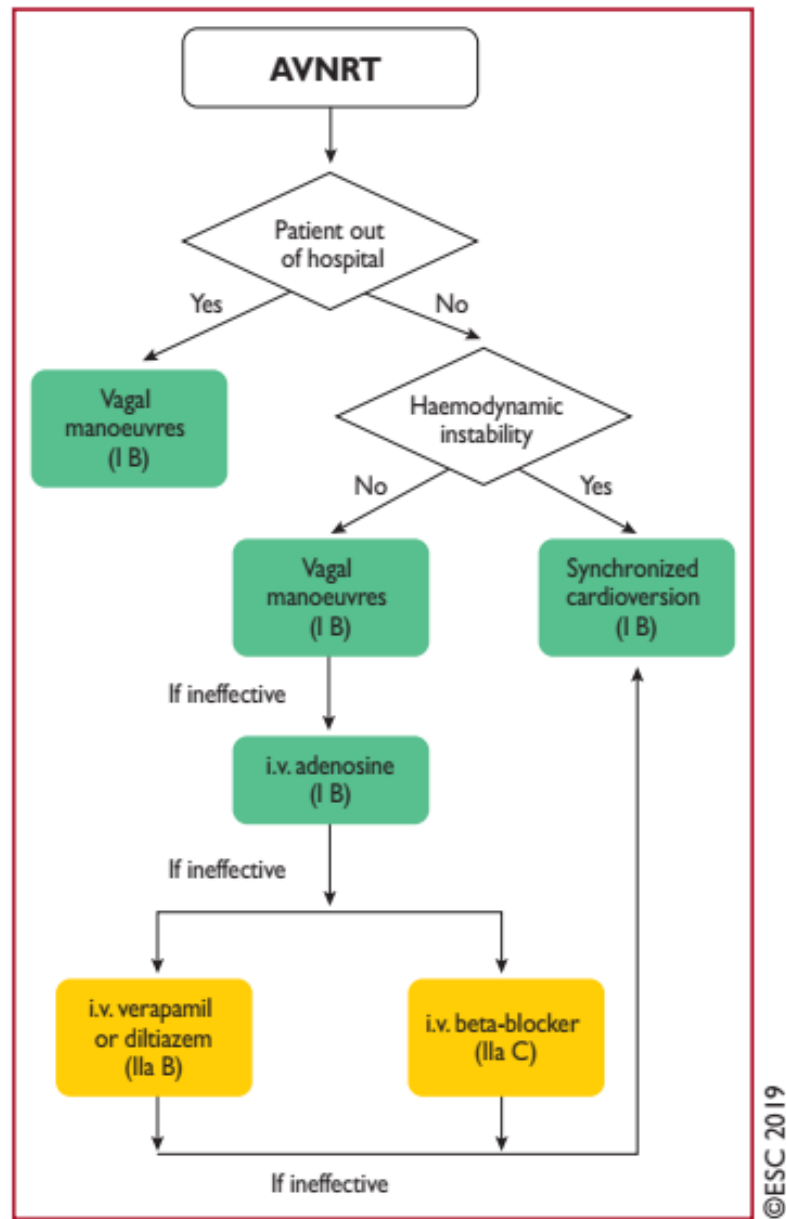 AVNRT
Patient out
of hospital
Yes
No
Vagal
manoeuvres
(I B)
Haemodynamic
instability
No
Yes
Vagal
manoeuvres
(I B)
Synchronized
cardioversion
(I B)
If ineffective
i.v. adenosine
(I B)
If ineffective
i.v. verapamil
or diltiazem
(IIa B)
i.v. beta-blocker
(IIa C)
If ineffective
©ESC 2019